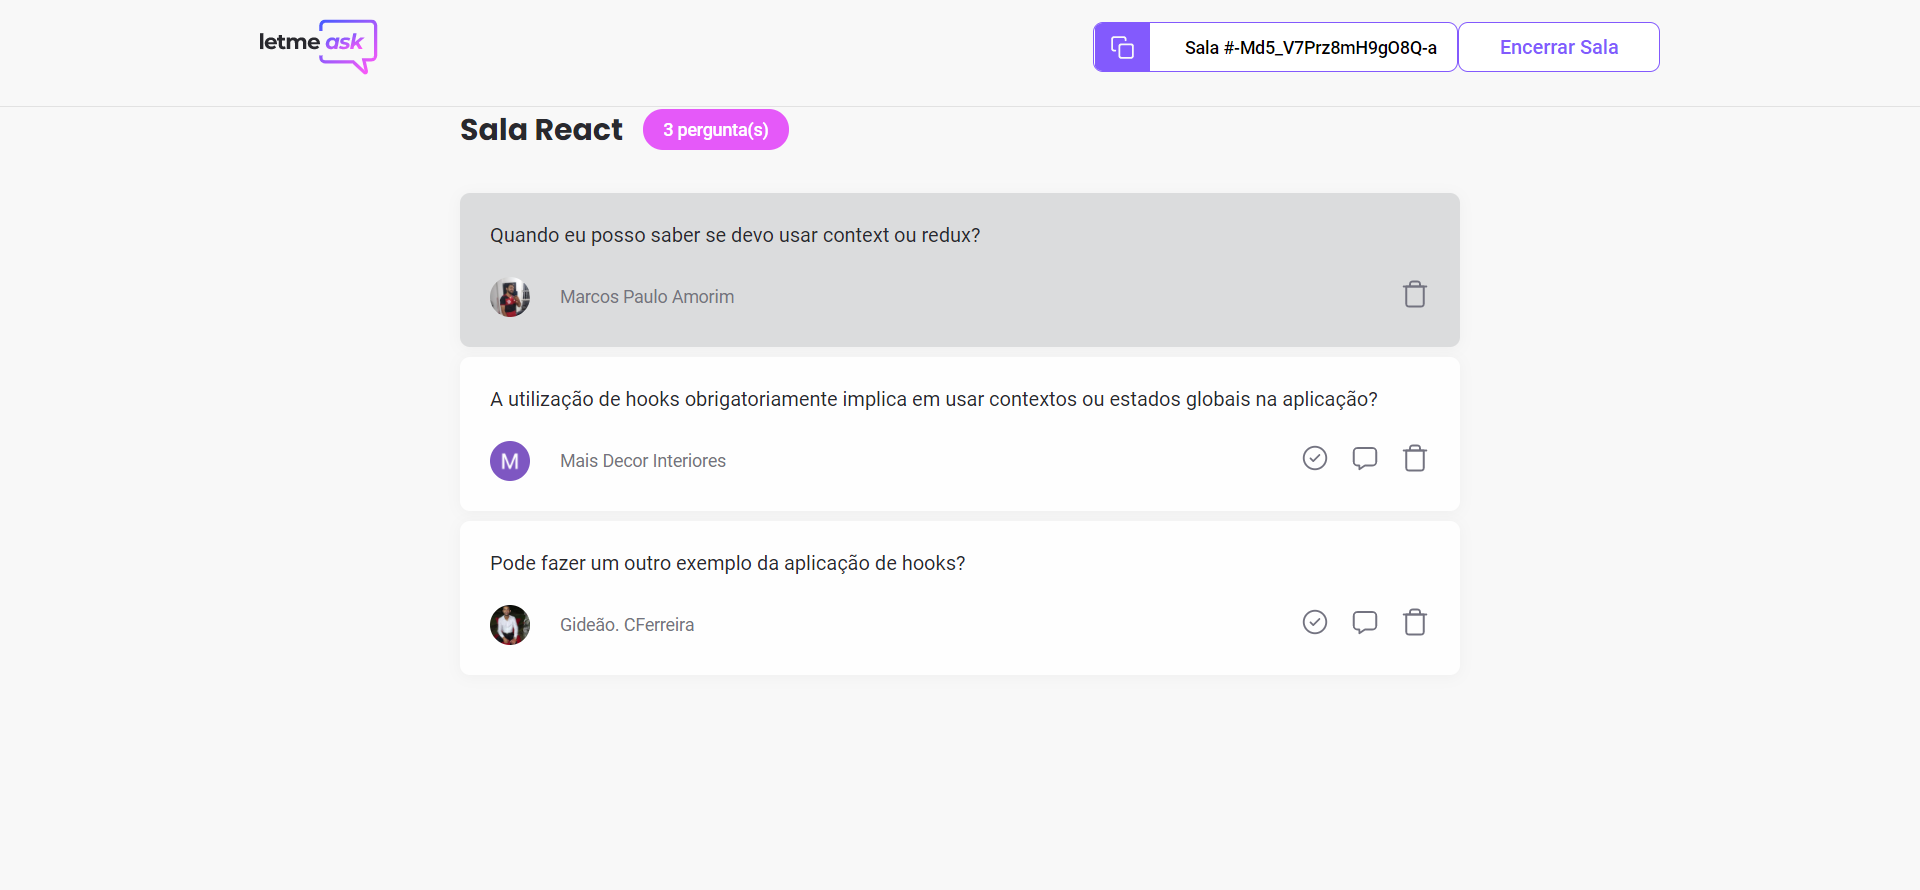 letme ask
Sala #-Md5_V7Prz8mH9gO8Q-a
Encerrar Sala
Sala React
3 pergunta(s)
Quando eu posso saber se devo usar context ou redux?
Marcos Paulo Amorim
A utilização de hooks obrigatoriamente implica em usar contextos ou estados globais na aplicação?
M
Mais Decor Interiores
Pode fazer um outro exemplo da aplicação de hooks?
Gideão. CFerreira